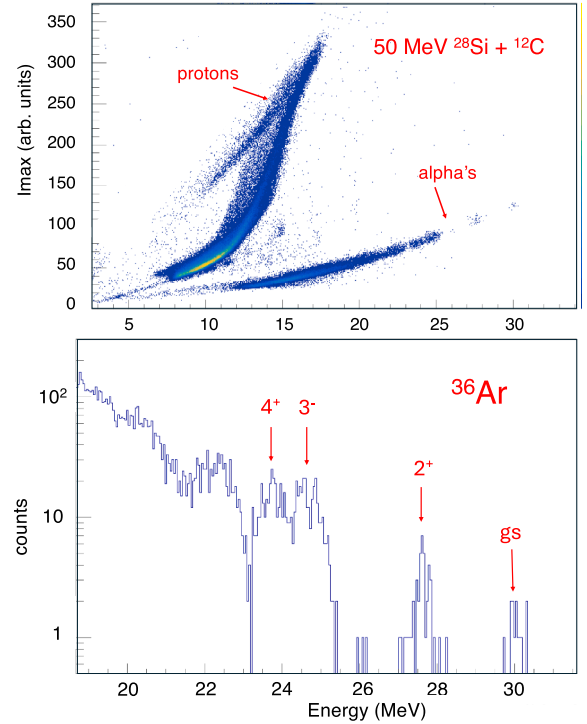 350
300
250
200
150
100
50
0
Imax (arb. units)
50 MeV ²⁸Si + ¹²C
protons
alpha's
5 10 15 20 25 30
10²
10
1
counts
³⁶Ar
4⁺ 3⁻
2⁺
gs
20 22 24 26 28 30
Energy (MeV)